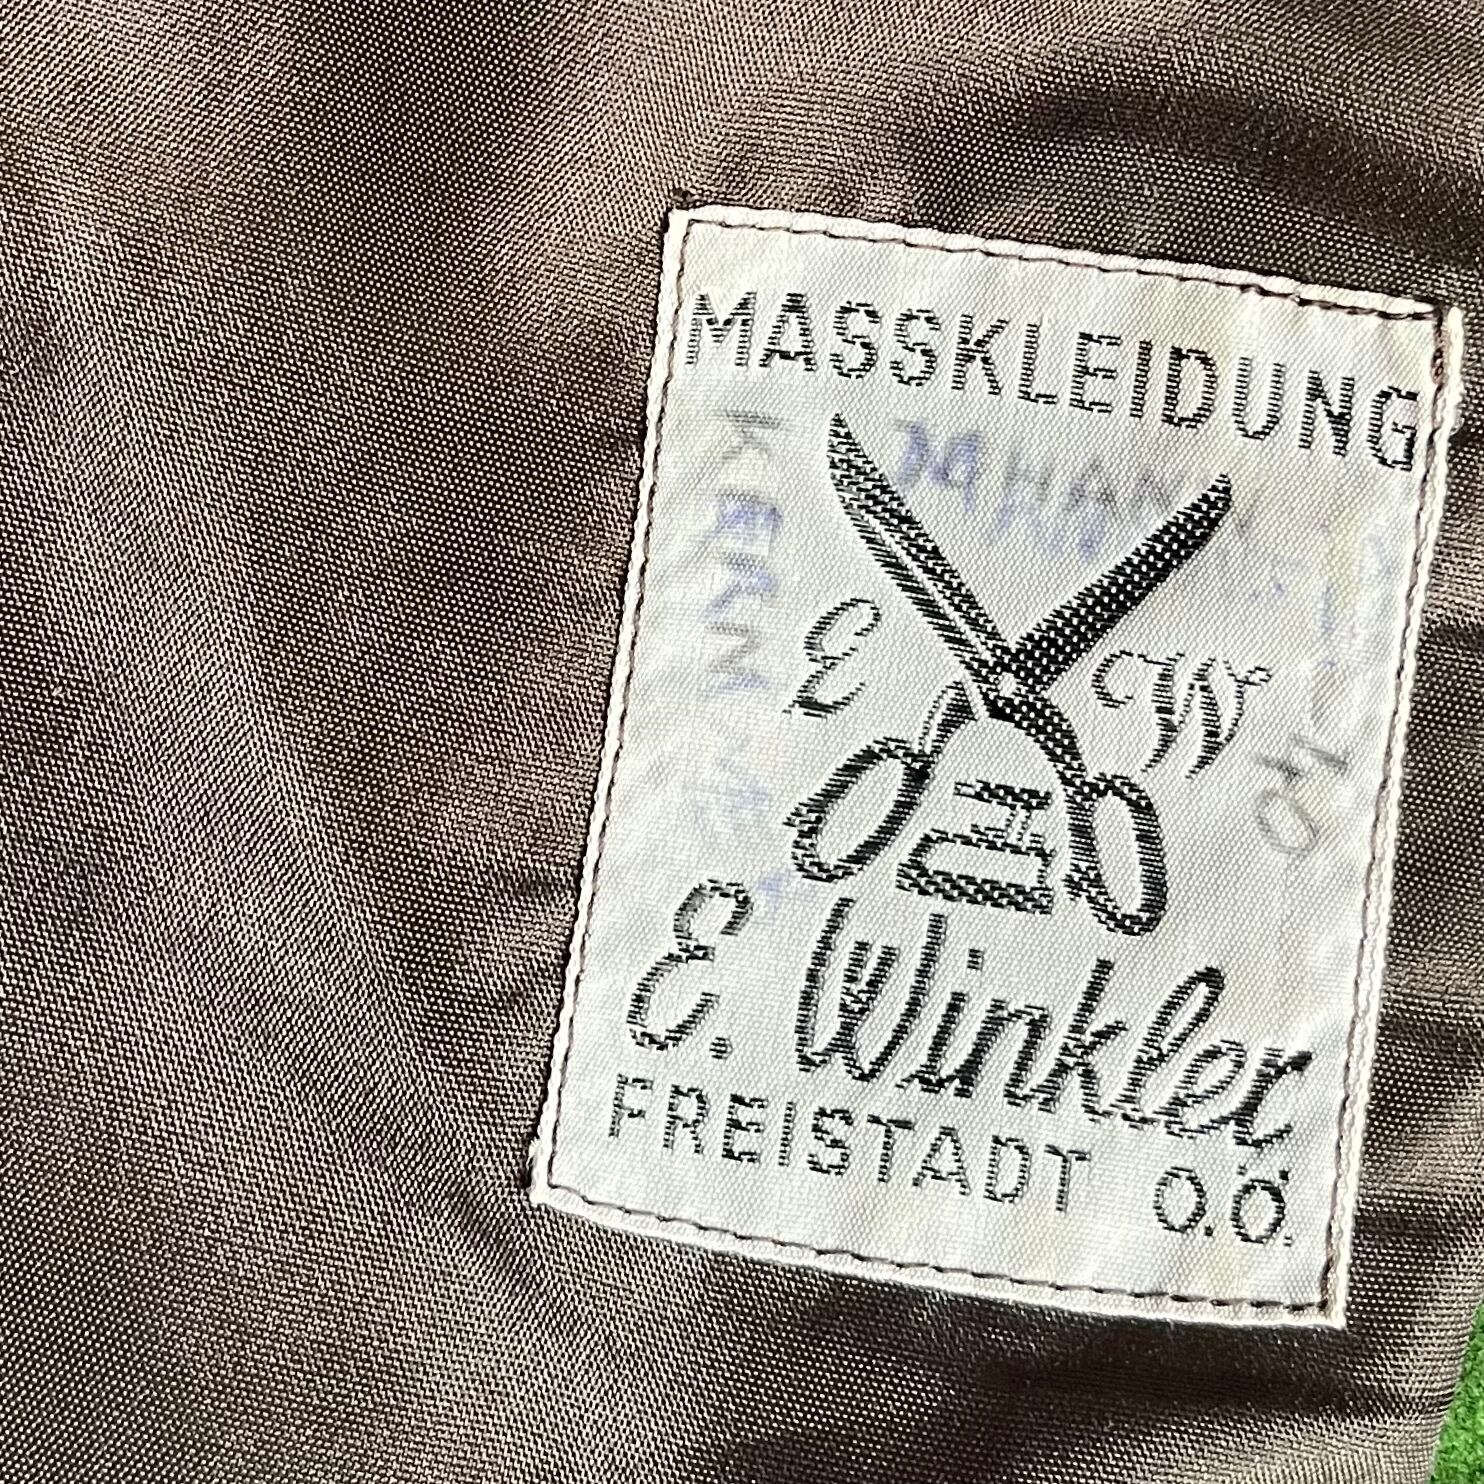 MASSKLEIDUNG
E W
E. Winkler
FREISTADT O.Ö.